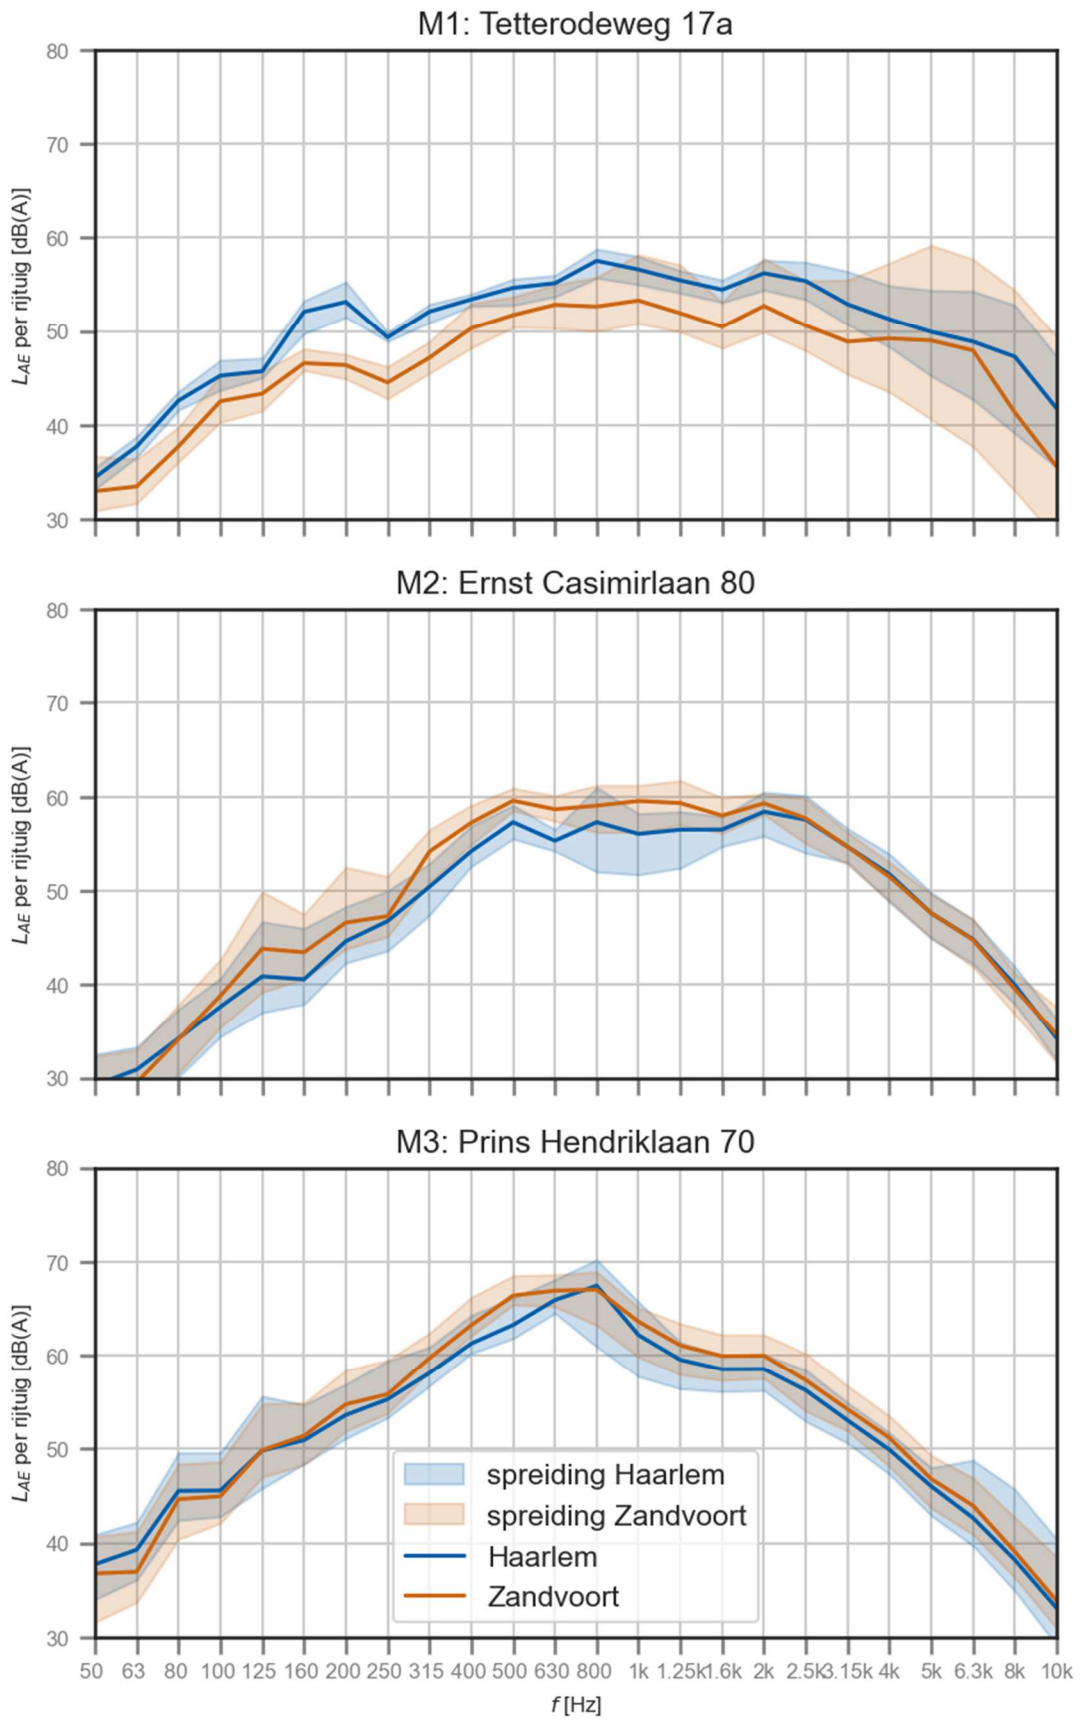 M1: Tetterodeweg 17a
80
70
60
50
40
30
L_AE per rijtuig [dB(A)]
M2: Ernst Casimirlaan 80
80
70
60
50
40
30
L_AE per rijtuig [dB(A)]
M3: Prins Hendriklaan 70
80
70
60
50
40
30
L_AE per rijtuig [dB(A)]
spreiding Haarlem
spreiding Zandvoort
Haarlem
Zandvoort
50 63 80 100 125 160 200 250 315 400 500 630 800 1k 1.25k 1.6k 2k 2.5k 3.15k 4k 5k 6.3k 8k 10k
f [Hz]